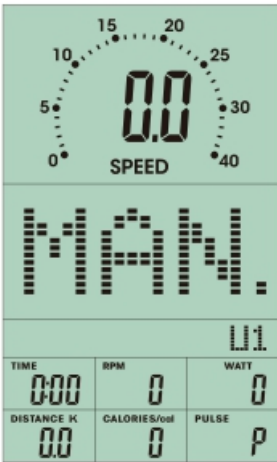 15 20
10 25
0.0
5 30
0 SPEED 40
MAN.
U1
TIME RPM WATT
0:00 0 0
DISTANCE K CALORIES/cal PULSE
0.0 0 P